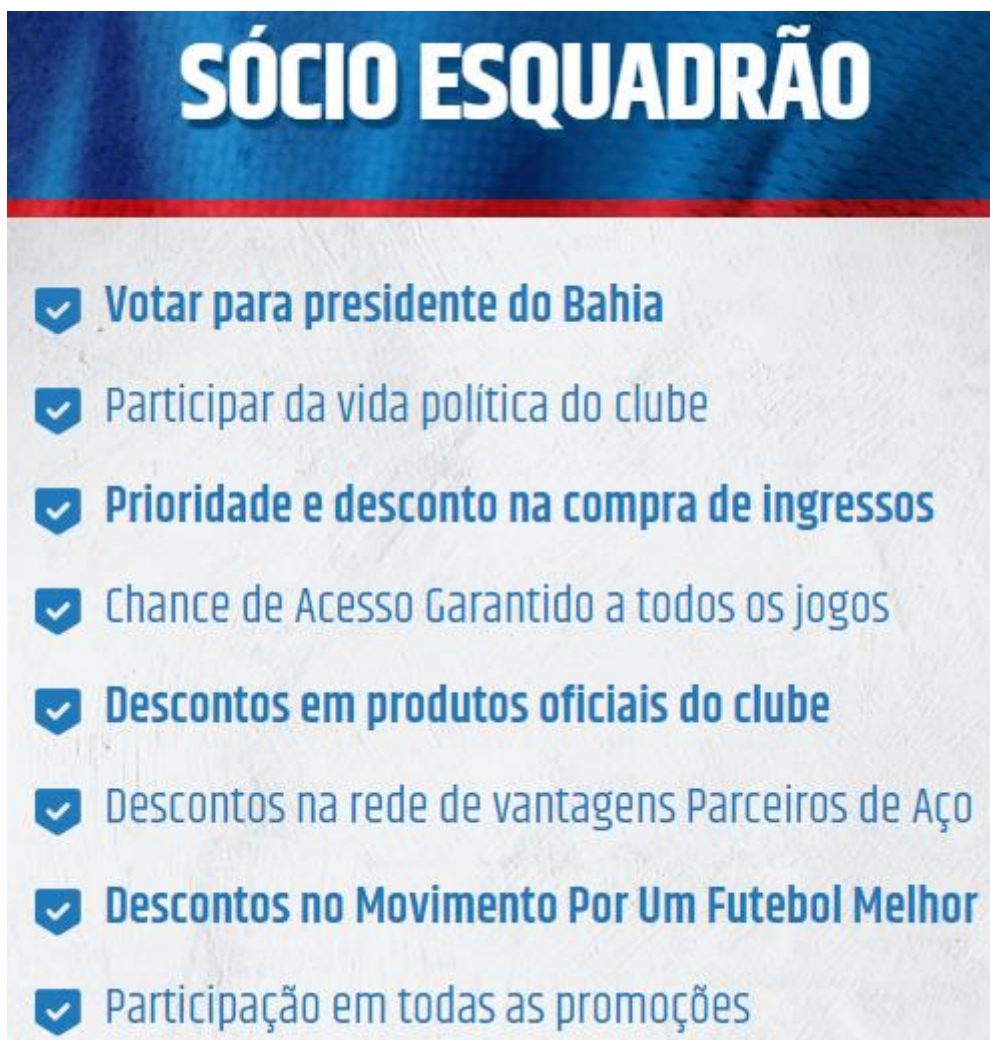 SÓCIO ESQUADRÃO
Votar para presidente do Bahia
Participar da vida política do clube
Prioridade e desconto na compra de ingressos
Chance de Acesso Garantido a todos os jogos
Descontos em produtos oficiais do clube
Descontos na rede de vantagens Parceiros de Aço
Descontos no Movimento Por Um Futebol Melhor
Participação em todas as promoções